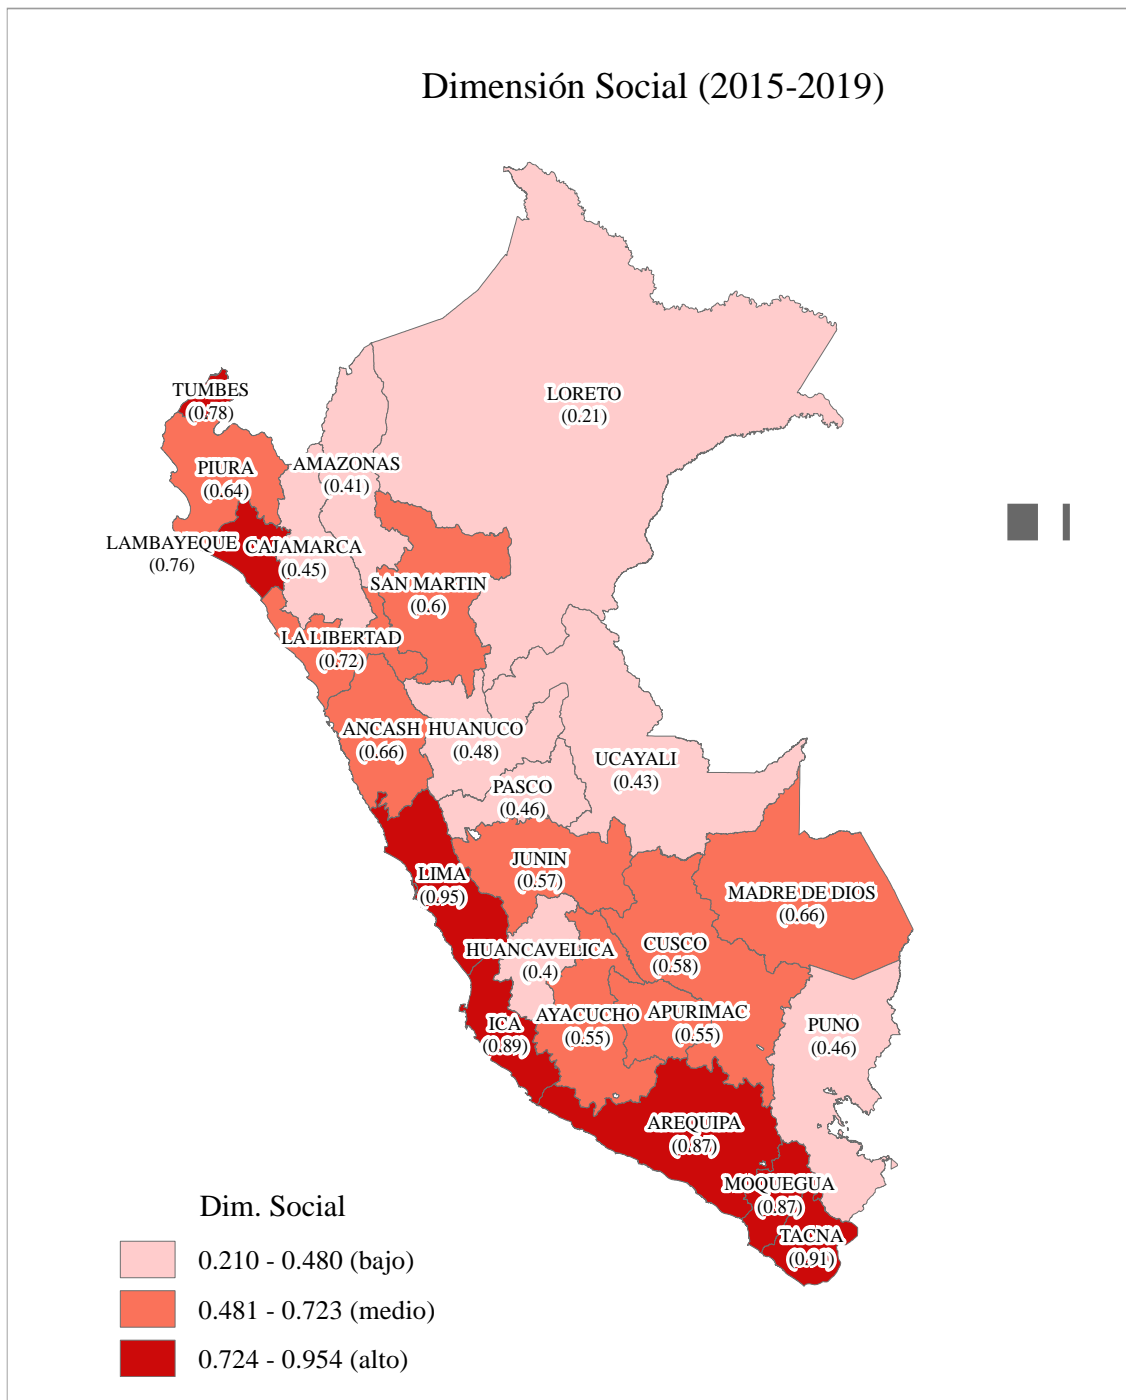 Dimensión Social (2015-2019)
TUMBES
(0.78)
LORETO
(0.21)
PIURA
(0.64)
AMAZONAS
(0.41)
LAMBAYEQUE
(0.76)
CAJAMARCA
(0.45)
SAN MARTIN
(0.6)
LA LIBERTAD
(0.72)
ANCASH
(0.66)
HUANUCO
(0.48)
UCAYALI
(0.43)
PASCO
(0.46)
JUNIN
(0.57)
LIMA
(0.95)
MADRE DE DIOS
(0.66)
HUANCAVELICA
(0.4)
CUSCO
(0.58)
ICA
(0.89)
AYACUCHO
(0.55)
APURIMAC
(0.55)
PUNO
(0.46)
AREQUIPA
(0.87)
MOQUEGUA
(0.87)
TACNA
(0.91)
Dim. Social
0.210 - 0.480 (bajo)
0.481 - 0.723 (medio)
0.724 - 0.954 (alto)